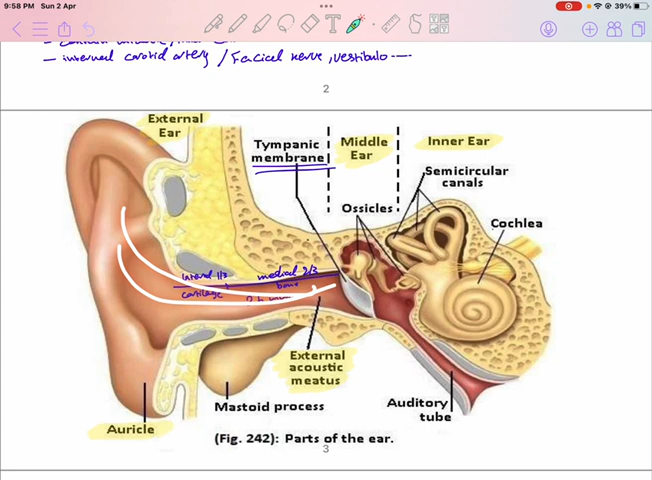 9:58 PM Sun 2 Apr
39%
– internal carotid artery / Facical nerve, vestibulo ----
2
External
Ear
Tympanic
membrane
Middle
Ear
Inner Ear
Semicircular
canals
Ossicles
Cochlea
lateral 1/3
medial 2/3
cartilage
bone
External
acoustic
meatus
Mastoid process
Auditory
tube
Auricle
(Fig. 242): Parts of the ear.
3